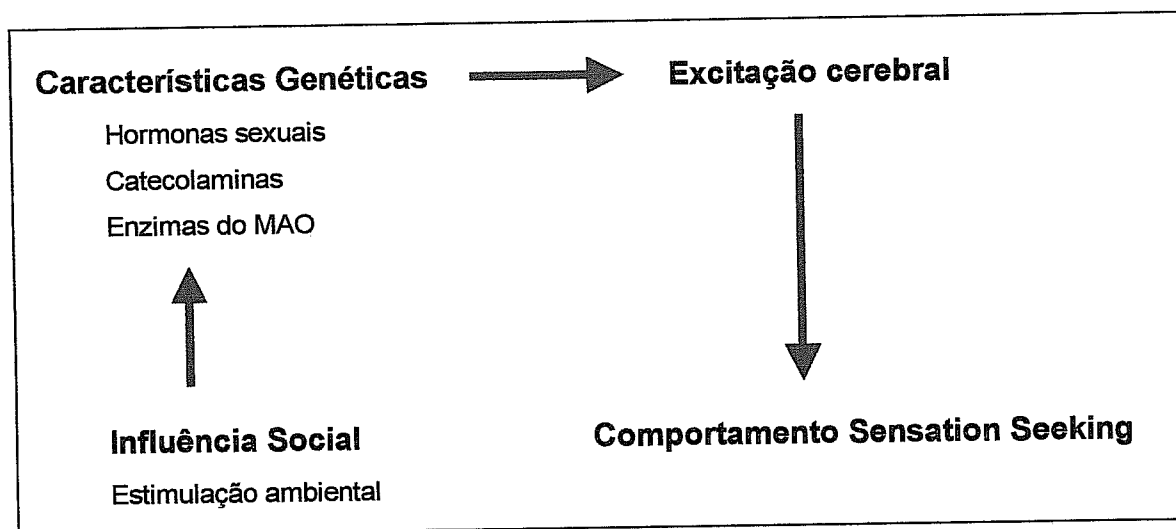 Características Genéticas
Hormonas sexuais
Catecolaminas
Enzimas do MAO
Excitação cerebral
Influência Social
Estimulação ambiental
Comportamento Sensation Seeking